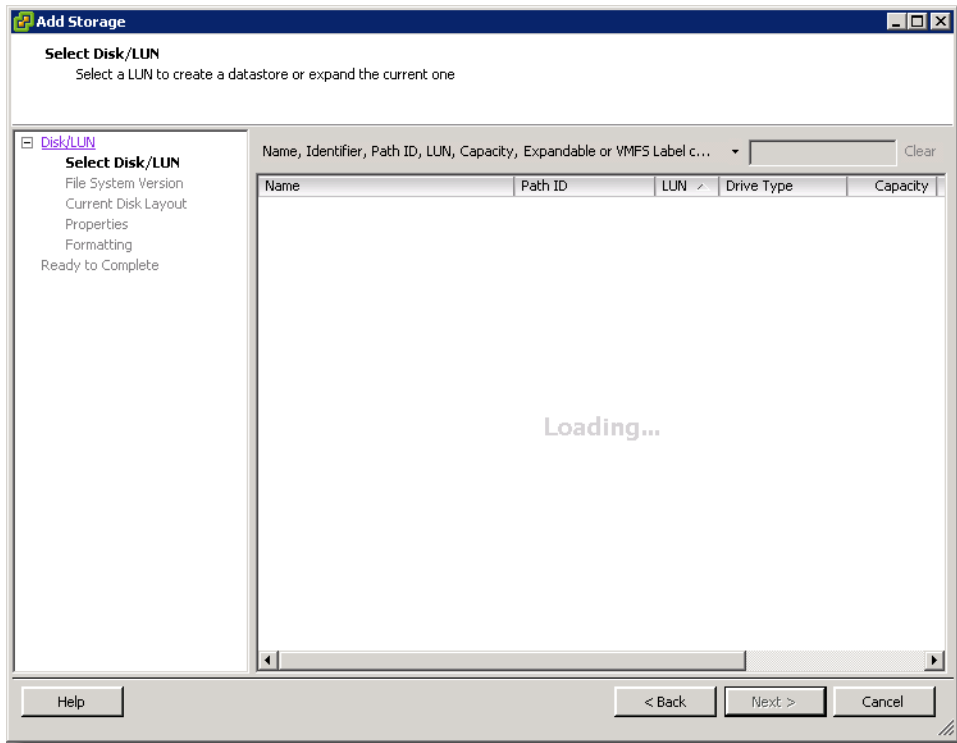 Add Storage
Select Disk/LUN
Select a LUN to create a datastore or expand the current one
Disk/LUN
Select Disk/LUN
File System Version
Current Disk Layout
Properties
Formatting
Ready to Complete
Name, Identifier, Path ID, LUN, Capacity, Expandable or VMFS Label c... Clear
Name Path ID LUN Drive Type Capacity
Loading...
Help < Back Next > Cancel